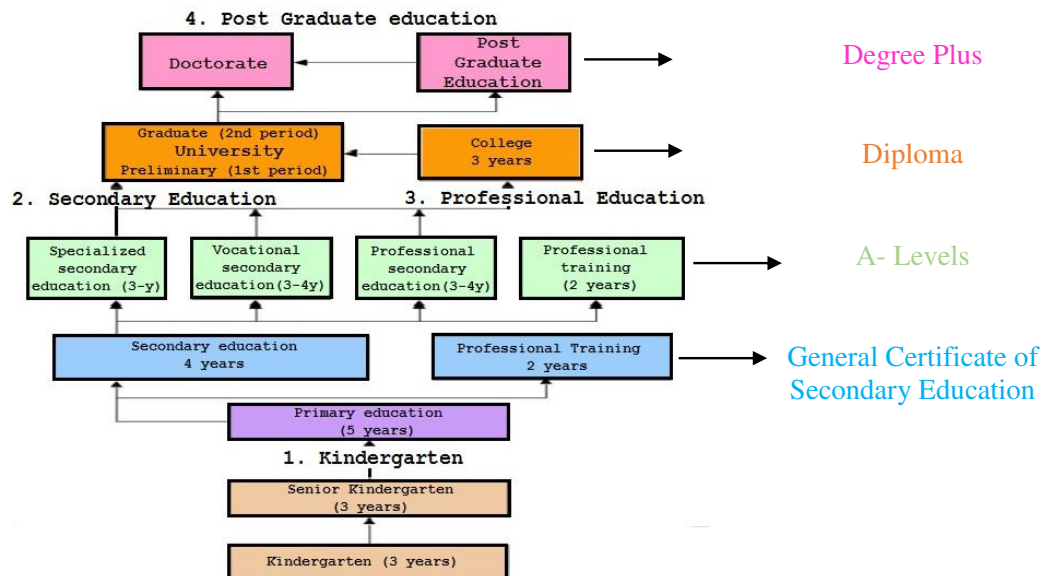 4. Post Graduate education
Doctorate
Post
Graduate
Education
Degree Plus
Graduate (2nd period)
University
Preliminary (1st period)
College
3 years
Diploma
2. Secondary Education
3. Professional Education
Specialized
secondary
education (3-y)
Vocational
secondary
education(3-4y)
Professional
secondary
education(3-4y)
Professional
training
(2 years)
A- Levels
Secondary education
4 years
Professional Training
2 years
General Certificate of
Secondary Education
Primary education
(5 years)
1. Kindergarten
Senior Kindergarten
(3 years)
Kindergarten (3 years)